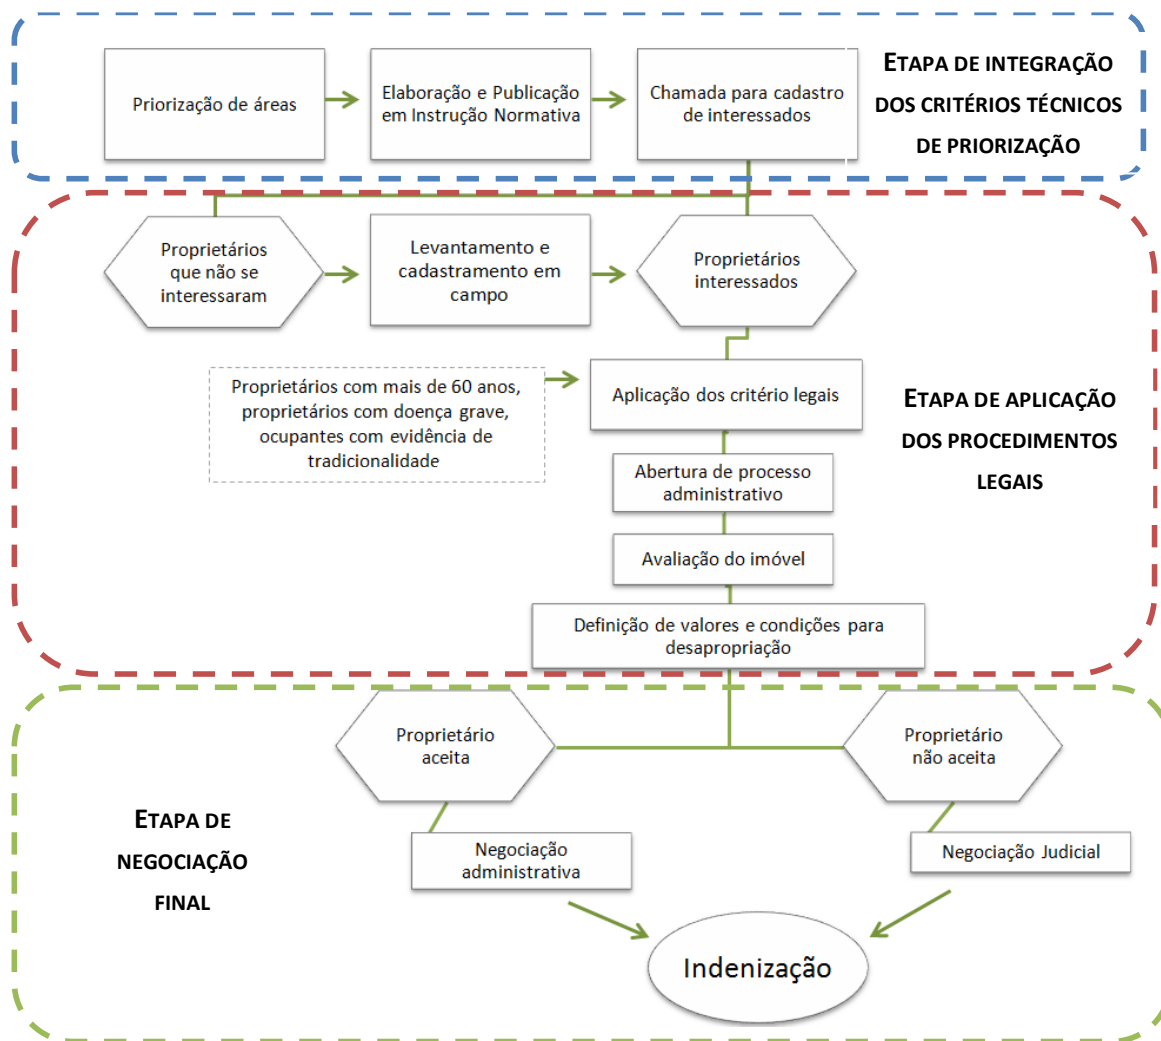 Priorização de áreas
Elaboração e Publicação
em Instrução Normativa
Chamada para cadastro
de interessados
ETAPA DE INTEGRAÇÃO
DOS CRITÉRIOS TÉCNICOS
DE PRIORIZAÇÃO
Proprietários
que não se
interessaram
Levantamento e
cadastramento em
campo
Proprietários
interessados
Proprietários com mais de 60 anos,
proprietários com doença grave,
ocupantes com evidência de
tradicionalidade
Aplicação dos critério legais
ETAPA DE APLICAÇÃO
DOS PROCEDIMENTOS
LEGAIS
Abertura de processo
administrativo
Avaliação do imóvel
Definição de valores e condições para
desapropriação
Proprietário
aceita
Proprietário
não aceita
ETAPA DE
NEGOCIAÇÃO
FINAL
Negociação
administrativa
Negociação Judicial
Indenização